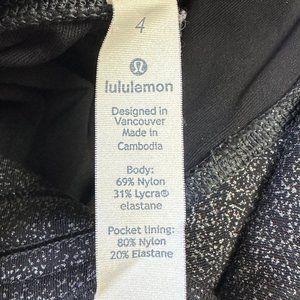 4
lululemon
Designed in
Vancouver
Made in
Cambodia
Body:
69% Nylon
31% Lycra®
elastane
Pocket lining:
80% Nylon
20% Elastane